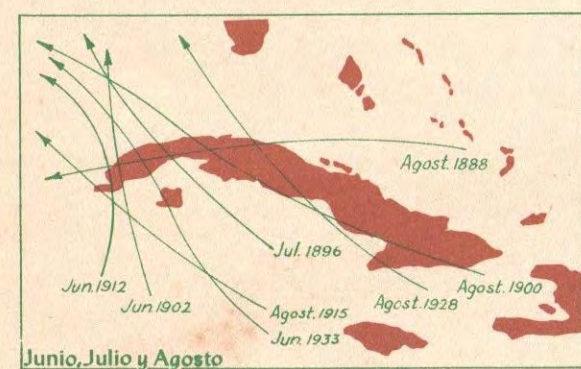 Agost. 1888
Jul. 1896
Jun. 1912
Jun. 1902
Agost. 1915
Jun. 1933
Agost. 1928
Agost. 1900
Junio, Julio y Agosto